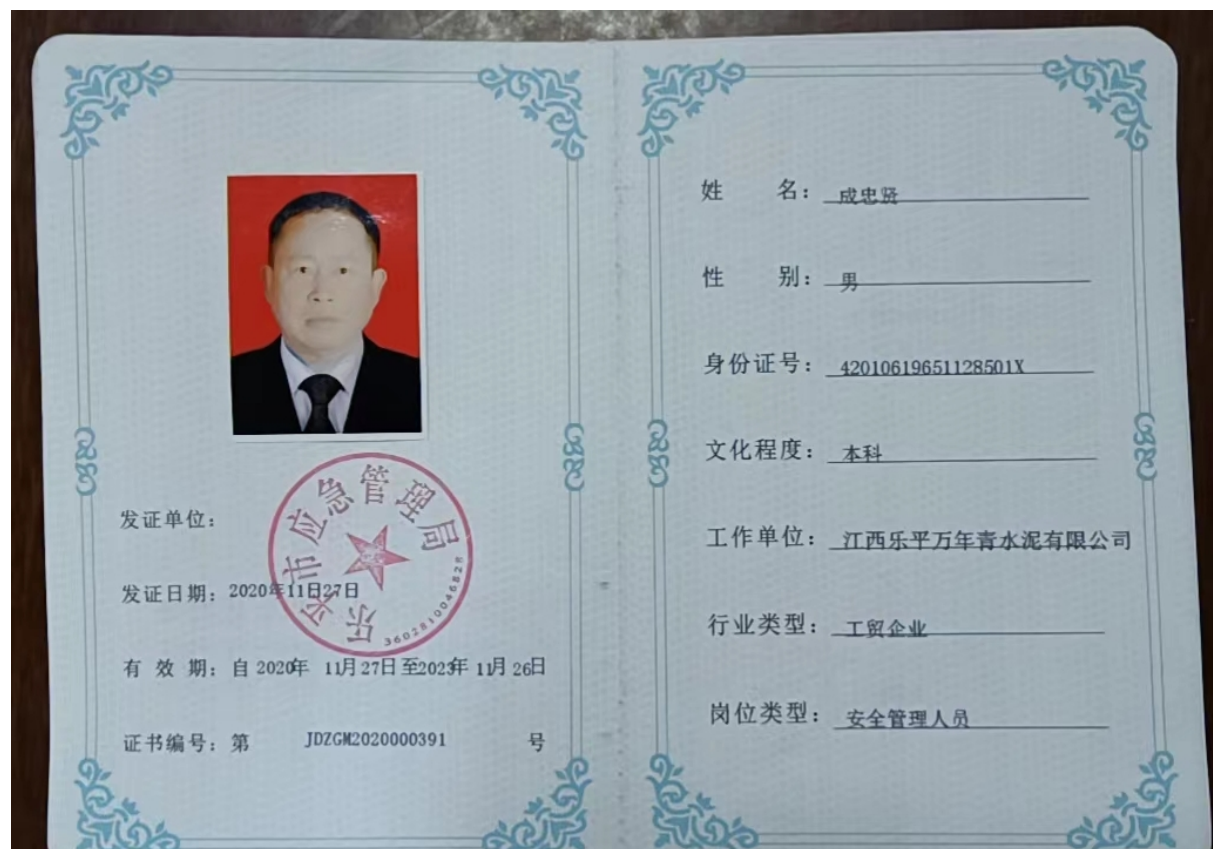 发证单位：
乐平市应急管理局
3602810046828
发证日期：2020年11日27日
有 效 期：自 2020年 11月 27日 至2023年 11月 26日
证书编号：第 JDZGM2020000391 号
姓 名：成忠贤
性 别：男
身份证号：42010619651128501X
文化程度：本科
工作单位：江西乐平万年青水泥有限公司
行业类型：工贸企业
岗位类型：安全管理人员